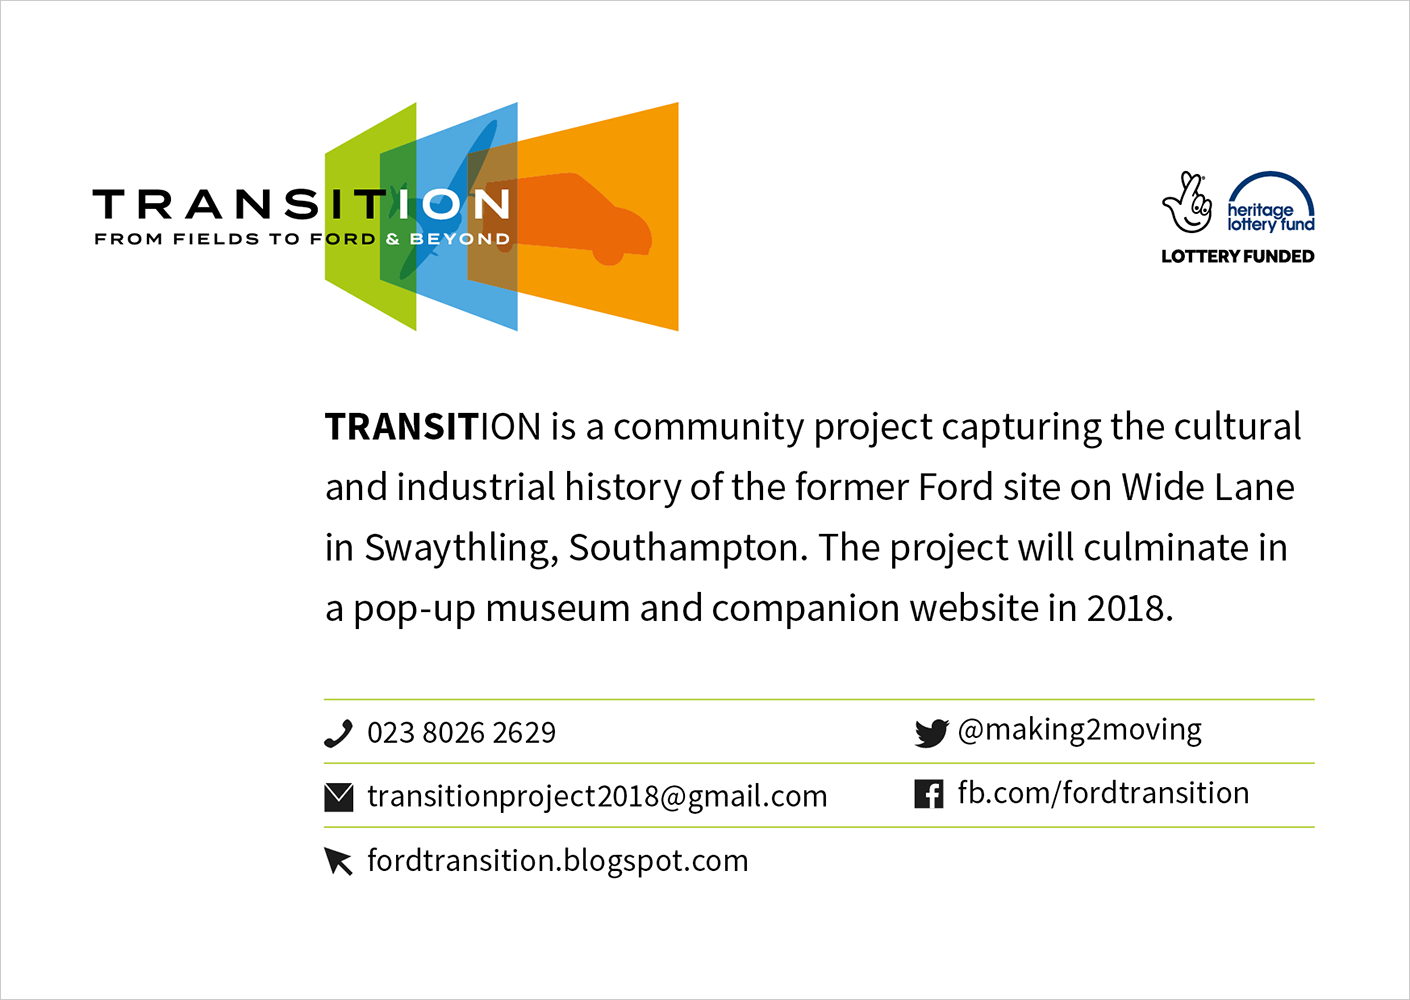 TRANSITION
FROM FIELDS TO FORD & BEYOND
heritage
lottery fund
LOTTERY FUNDED
TRANSITION is a community project capturing the cultural
and industrial history of the former Ford site on Wide Lane
in Swaythling, Southampton. The project will culminate in
a pop-up museum and companion website in 2018.
023 8026 2629
@making2moving
transitionproject2018@gmail.com
fb.com/fordtransition
fordtransition.blogspot.com